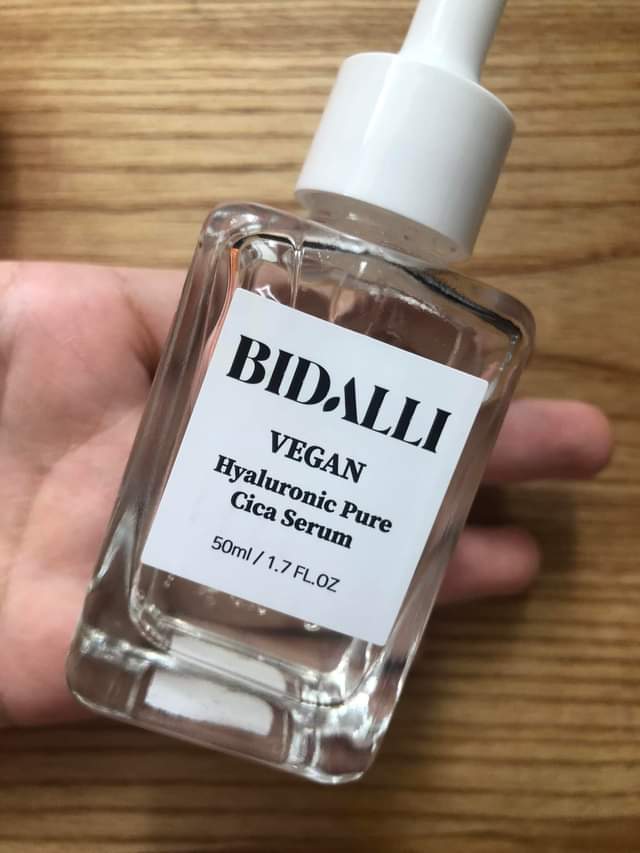 BIDALLI
VEGAN
Hyaluronic Pure
Cica Serum
50ml / 1.7 FL.OZ